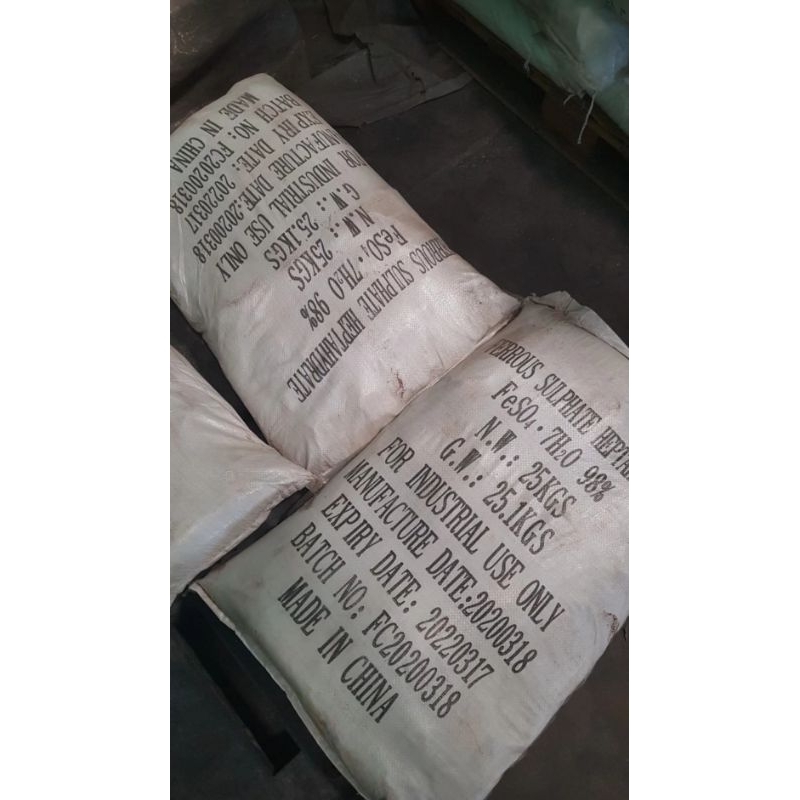 FERROUS SULPHATE HEPTAHYDRATE
FeSO₄·7H₂O 98%
N.W.: 25KGS
G.W.: 25.1KGS
FOR INDUSTRIAL USE ONLY
MANUFACTURE DATE:20200318
EXPIRY DATE: 20220317
BATCH NO: FC20200318
MADE IN CHINA
FERROUS SULPHATE HEPTA
FeSO₄·7H₂O 98%
N.W.: 25KGS
G.W.: 25.1KGS
FOR INDUSTRIAL USE ONLY
MANUFACTURE DATE:20200318
EXPIRY DATE: 20220317
BATCH NO: FC20200318
MADE IN CHINA